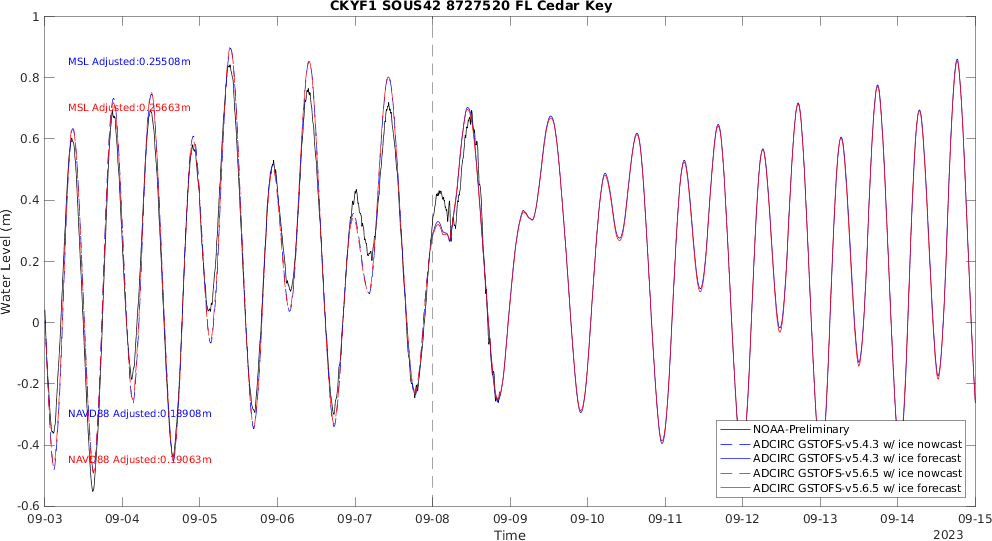 CKYF1 SOUS42 8727520 FL Cedar Key
1
0.8
0.6
0.4
0.2
0
-0.2
-0.4
-0.6
Water Level (m)
MSL Adjusted:0.25508m
MSL Adjusted:0.25663m
NAVD88 Adjusted:0.18908m
NAVD88 Adjusted:0.19063m
NOAA-Preliminary
ADCIRC GSTOFS-v5.4.3 w/ ice nowcast
ADCIRC GSTOFS-v5.4.3 w/ ice forecast
ADCIRC GSTOFS-v5.6.5 w/ ice nowcast
ADCIRC GSTOFS-v5.6.5 w/ ice forecast
09-03 09-04 09-05 09-06 09-07 09-08 09-09 09-10 09-11 09-12 09-13 09-14 09-15
Time
2023